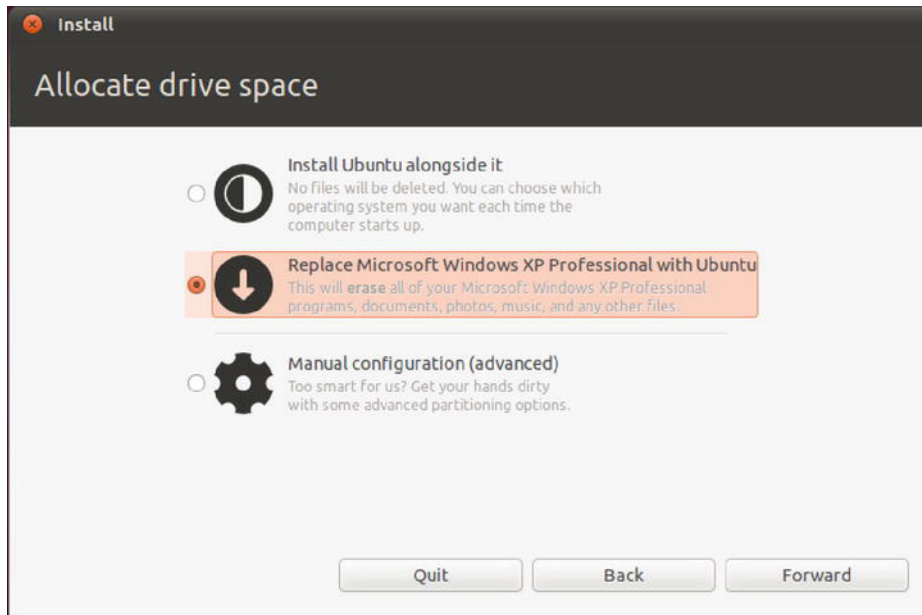 Install
Allocate drive space
Install Ubuntu alongside it
No files will be deleted. You can choose which
operating system you want each time the
computer starts up.
Replace Microsoft Windows XP Professional with Ubuntu
This will erase all of your Microsoft Windows XP Professional
programs, documents, photos, music, and any other files.
Manual configuration (advanced)
Too smart for us? Get your hands dirty
with some advanced partitioning options.
Quit
Back
Forward